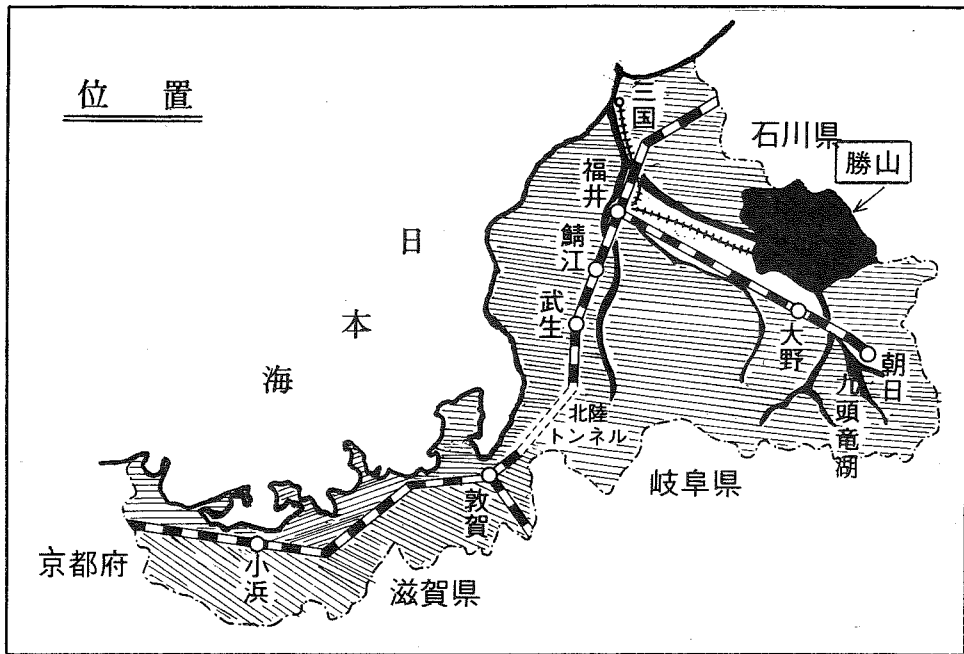 位置
三国
石川県
勝山
福井
日本海
鯖江
武生
大野
朝日
九頭竜湖
北陸
トンネル
岐阜県
敦賀
京都府
小浜
滋賀県